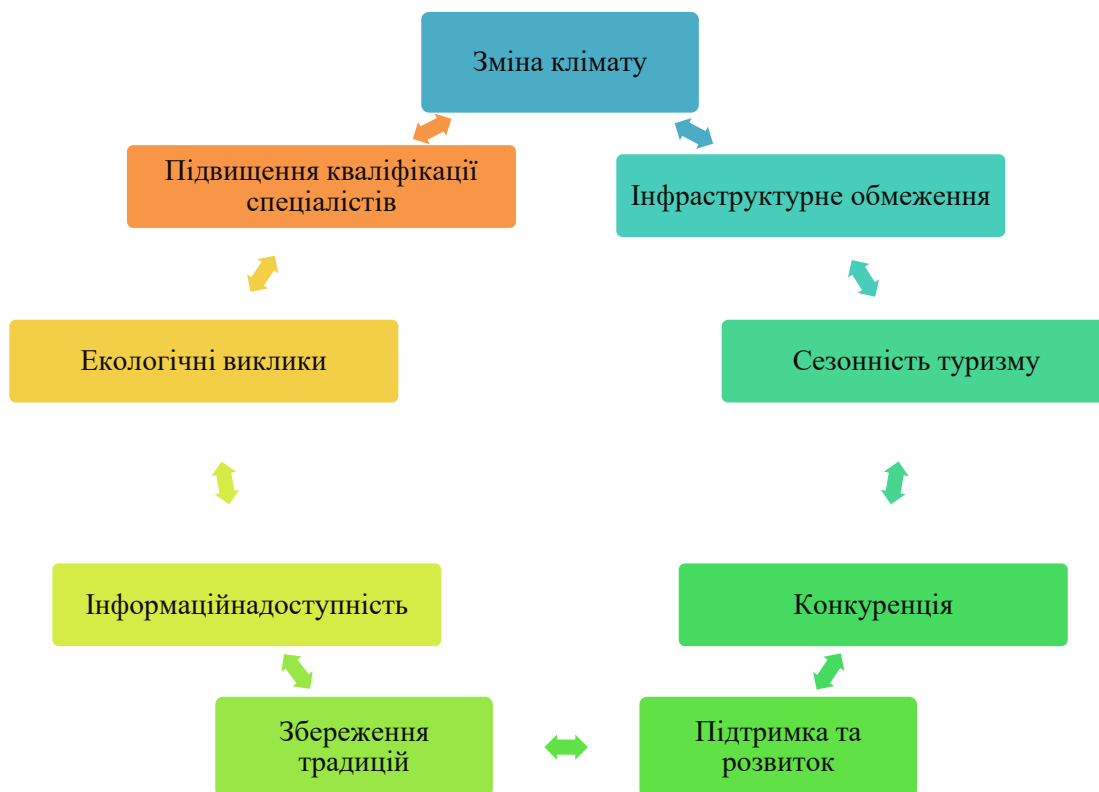 Зміна клімату
Підвищення кваліфікації
спеціалістів
Інфраструктурне обмеження
Екологічні виклики
Сезонність туризму
Інформаційнадоступність
Конкуренція
Збереження
традицій
Підтримка та
розвиток